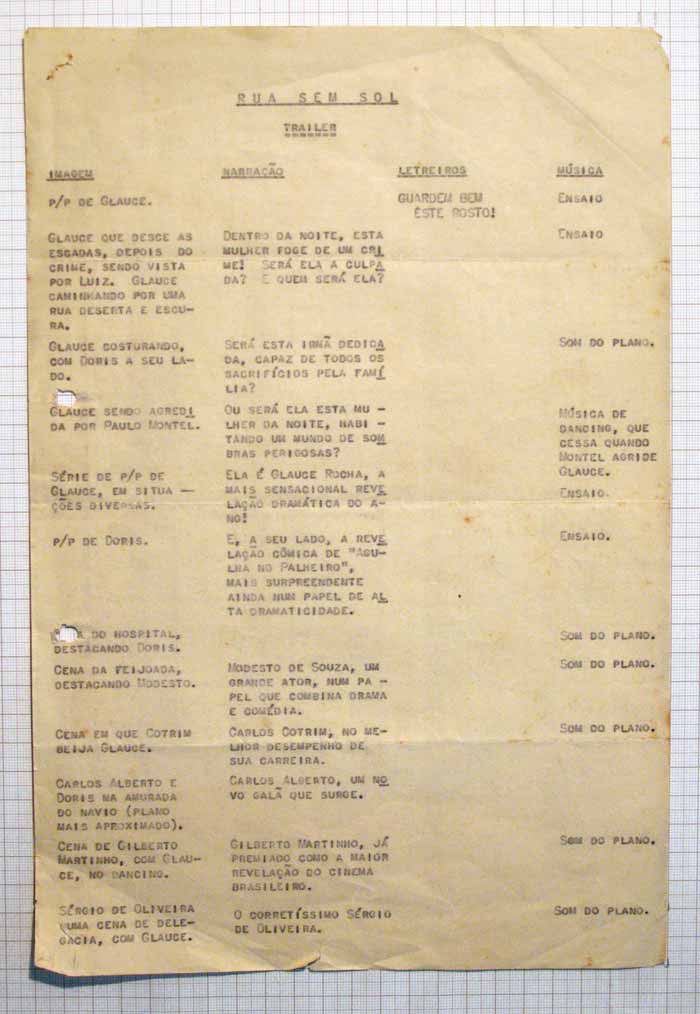 RUA SEM SOL
TRAILER
IMAGEM NARRAÇÃO LETREIROS MÚSICA
P/P DE GLAUCE. GUARDEM BEM ENSAIO
ÊSTE ROSTO!
GLAUCE QUE DESCE AS DENTRO DA NOITE, ESTA ENSAIO
ESCADAS, DEPOIS DO MULHER FOGE DE UM CRI
CRIME, SENDO VISTA ME! SERÁ ELA A CULPA
POR LUIZ. GLAUCE DA? E QUEM SERÁ ELA?
CAMINHANDO POR UMA
RUA DESERTA E ESCU-
RA.
GLAUCE COSTURANDO, SERÁ ESTA IRMÃ DEDICA SOM DO PLANO.
COM DORIS A SEU LA- DA, CAPAZ DE TODOS OS
DO. SACRIFÍCIOS PELA FAMÍ
LIA?
GLAUCE SENDO AGREDI OU SERÁ ELA ESTA MU - MÚSICA DE
DA POR PAULO MONTEL. LHER DA NOITE, HABI - DANCING, QUE
TANDO UM MUNDO DE SOM CESSA QUANDO
BRAS PERIGOSAS? MONTEL AGRIDE
SÉRIE DE P/P DE ELA É GLAUCE ROCHA, A GLAUCE.
GLAUCE, EM SITUA - MAIS SENSACIONAL REVE ENSAIO.
ÇÕES DIVERSAS. LAÇÃO DRAMÁTICA DO A-
NO!
P/P DE DORIS. E, A SEU LADO, A REVE ENSAIO.
LAÇÃO CÔMICA DE "AGU-
LHA NO PALHEIRO",
MAIS SURPREENDENTE
AINDA NUM PAPEL DE AL
TA DRAMATICIDADE.
DO HOSPITAL, SOM DO PLANO.
DESTACANDO DORIS.
CENA DA FEIJOADA, MODESTO DE SOUZA, UM SOM DO PLANO.
DESTACANDO MODESTO. GRANDE ATOR, NUM PA -
PEL QUE COMBINA DRAMA
E COMÉDIA.
CENA EM QUE COTRIM CARLOS COTRIM, NO ME- SOM DO PLANO.
BEIJA GLAUCE. LHOR DESEMPENHO DE
SUA CARREIRA.
CARLOS ALBERTO E CARLOS ALBERTO, UM NO
DORIS NA AMURADA VO GALÃ QUE SURGE.
DO NAVIO (PLANO
MAIS APROXIMADO).
CENA DE GILBERTO GILBERTO MARTINHO, JÁ SOM DO PLANO.
MARTINHO, COM GLAU- PREMIADO COMO A MAIOR
CE, NO DANCING. REVELAÇÃO DO CINEMA
BRASILEIRO.
SÉRGIO DE OLIVEIRA O CORRETÍSSIMO SÉRGIO SOM DO PLANO.
NUMA CENA DE DELE- DE OLIVEIRA.
GACIA, COM GLAUCE.